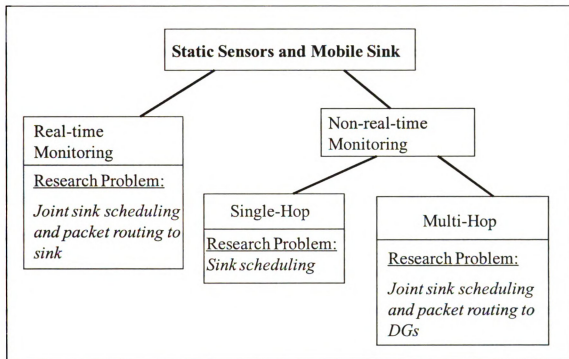 Static Sensors and Mobile Sink
Real-time
Monitoring
Research Problem:
Joint sink scheduling
and packet routing to
sink
Non-real-time
Monitoring
Single-Hop
Research Problem:
Sink scheduling
Multi-Hop
Research Problem:
Joint sink scheduling
and packet routing to
DGs